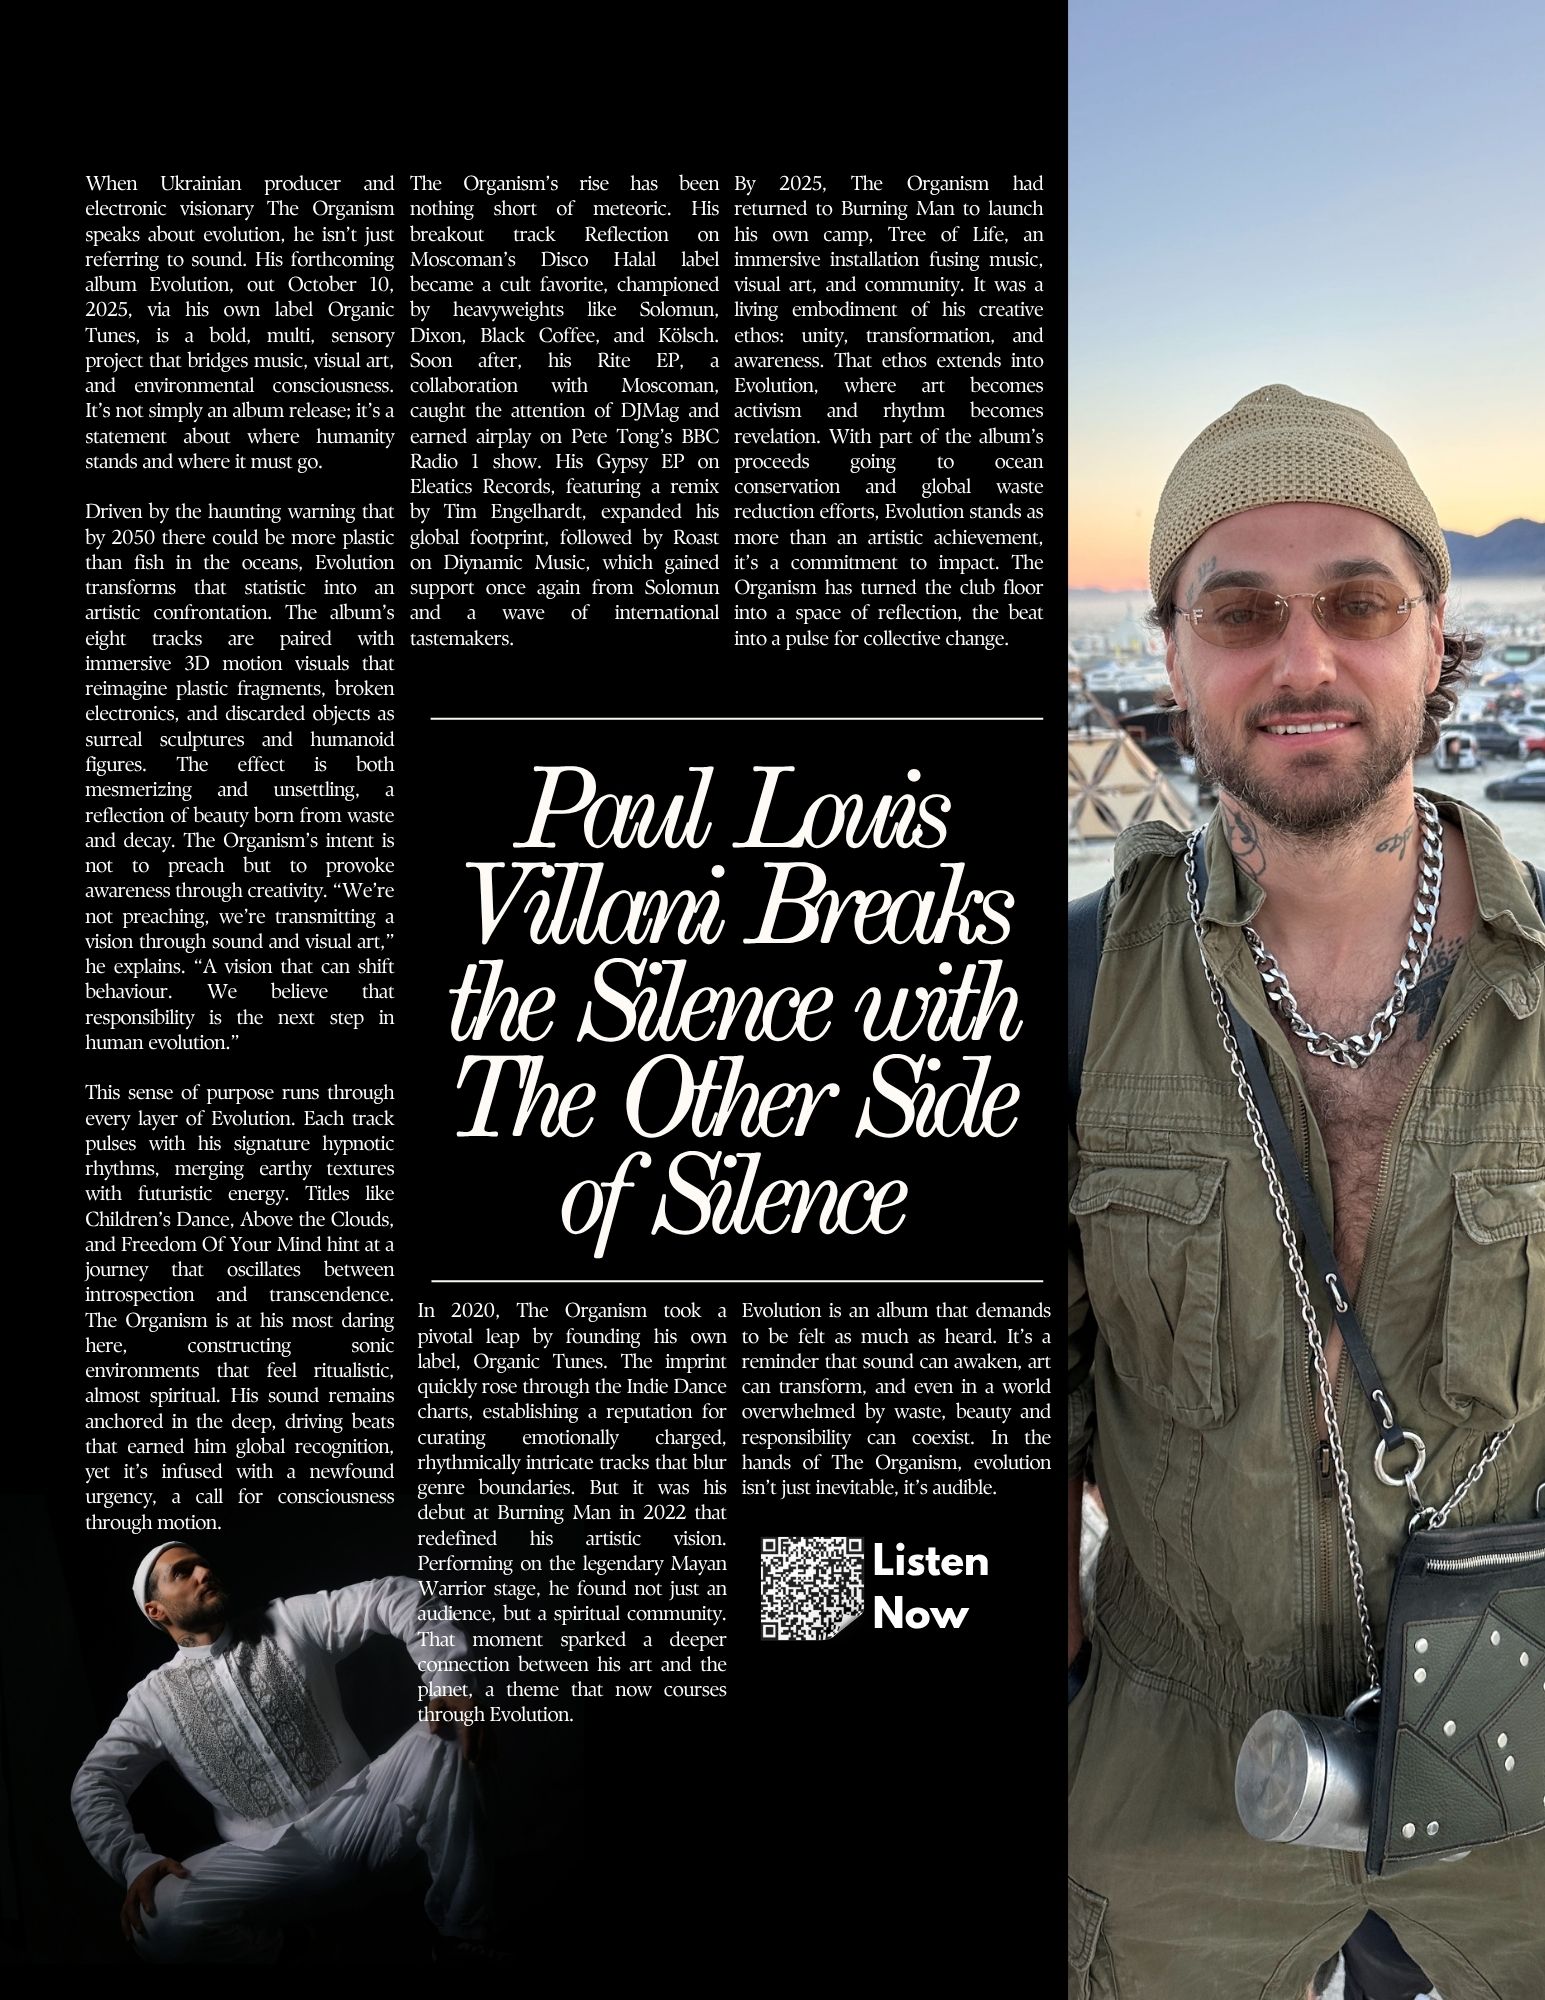 When Ukrainian producer and
electronic visionary The Organism
speaks about evolution, he isn't just
referring to sound. His forthcoming
album Evolution, out October 10,
2025, via his own label Organic
Tunes, is a bold, multi, sensory
project that bridges music, visual art,
and environmental consciousness.
It's not simply an album release; it's a
statement about where humanity
stands and where it must go.
Driven by the haunting warning that
by 2050 there could be more plastic
than fish in the oceans, Evolution
transforms that statistic into an
artistic confrontation. The album's
eight tracks are paired with
immersive 3D motion visuals that
reimagine plastic fragments, broken
electronics, and discarded objects as
surreal sculptures and humanoid
figures. The effect is both
mesmerizing and unsettling, a
reflection of beauty born from waste
and decay. The Organism's intent is
not to preach but to provoke
awareness through creativity. “We're
not preaching, we're transmitting a
vision through sound and visual art,”
he explains. “A vision that can shift
behaviour. We believe that
responsibility is the next step in
human evolution.”
This sense of purpose runs through
every layer of Evolution. Each track
pulses with his signature hypnotic
rhythms, merging earthy textures
with futuristic energy. Titles like
Children's Dance, Above the Clouds,
and Freedom Of Your Mind hint at a
journey that oscillates between
introspection and transcendence.
The Organism is at his most daring
here, constructing sonic
environments that feel ritualistic,
almost spiritual. His sound remains
anchored in the deep, driving beats
that earned him global recognition,
yet it's infused with a newfound
urgency, a call for consciousness
through motion.
The Organism's rise has been
nothing short of meteoric. His
breakout track Reflection on
Moscoman's Disco Halal label
became a cult favorite, championed
by heavyweights like Solomun,
Dixon, Black Coffee, and Kölsch.
Soon after, his Rite EP, a
collaboration with Moscoman,
caught the attention of DJMag and
earned airplay on Pete Tong's BBC
Radio 1 show. His Gypsy EP on
Eleatics Records, featuring a remix
by Tim Engelhardt, expanded his
global footprint, followed by Roast
on Diynamic Music, which gained
support once again from Solomun
and a wave of international
tastemakers.
By 2025, The Organism had
returned to Burning Man to launch
his own camp, Tree of Life, an
immersive installation fusing music,
visual art, and community. It was a
living embodiment of his creative
ethos: unity, transformation, and
awareness. That ethos extends into
Evolution, where art becomes
activism and rhythm becomes
revelation. With part of the album's
proceeds going to ocean
conservation and global waste
reduction efforts, Evolution stands as
more than an artistic achievement,
it's a commitment to impact. The
Organism has turned the club floor
into a space of reflection, the beat
into a pulse for collective change.
Paul Louis
Villani Breaks
the Silence with
The Other Side
of Silence
In 2020, The Organism took a
pivotal leap by founding his own
label, Organic Tunes. The imprint
quickly rose through the Indie Dance
charts, establishing a reputation for
curating emotionally charged,
rhythmically intricate tracks that blur
genre boundaries. But it was his
debut at Burning Man in 2022 that
redefined his artistic vision.
Performing on the legendary Mayan
Warrior stage, he found not just an
audience, but a spiritual community.
That moment sparked a deeper
connection between his art and the
planet, a theme that now courses
through Evolution.
Evolution is an album that demands
to be felt as much as heard. It's a
reminder that sound can awaken, art
can transform, and even in a world
overwhelmed by waste, beauty and
responsibility can coexist. In the
hands of The Organism, evolution
isn't just inevitable, it's audible.
Listen
Now